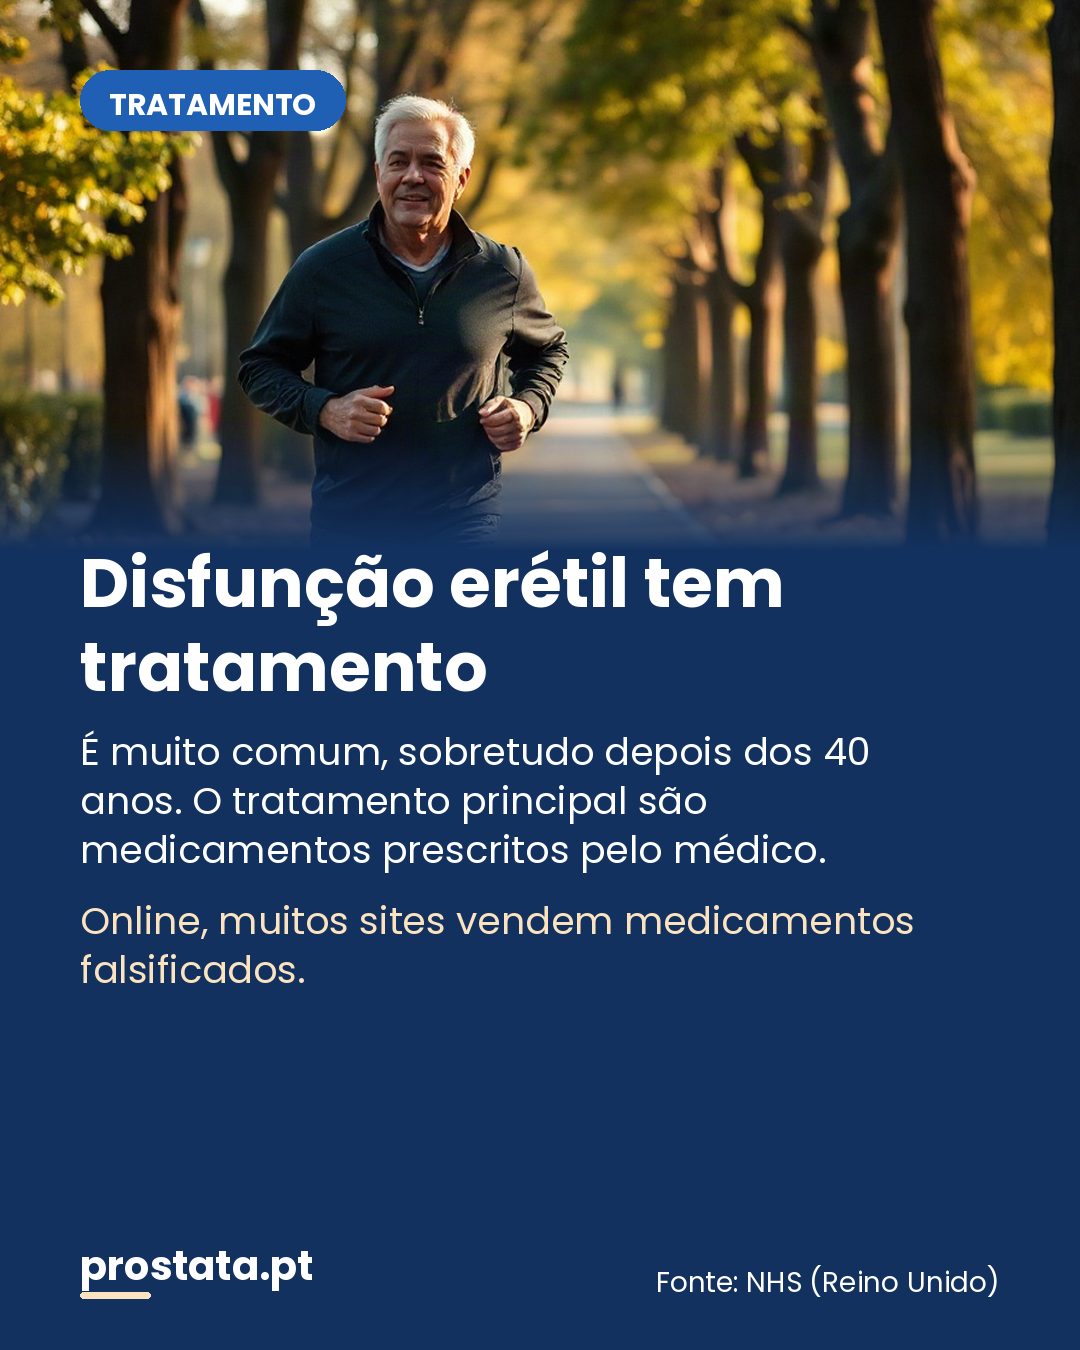 TRATAMENTO
Disfunção erétil tem
tratamento
É muito comum, sobretudo depois dos 40
anos. O tratamento principal são
medicamentos prescritos pelo médico.
Online, muitos sites vendem medicamentos
falsificados.
prostata.pt
Fonte: NHS (Reino Unido)